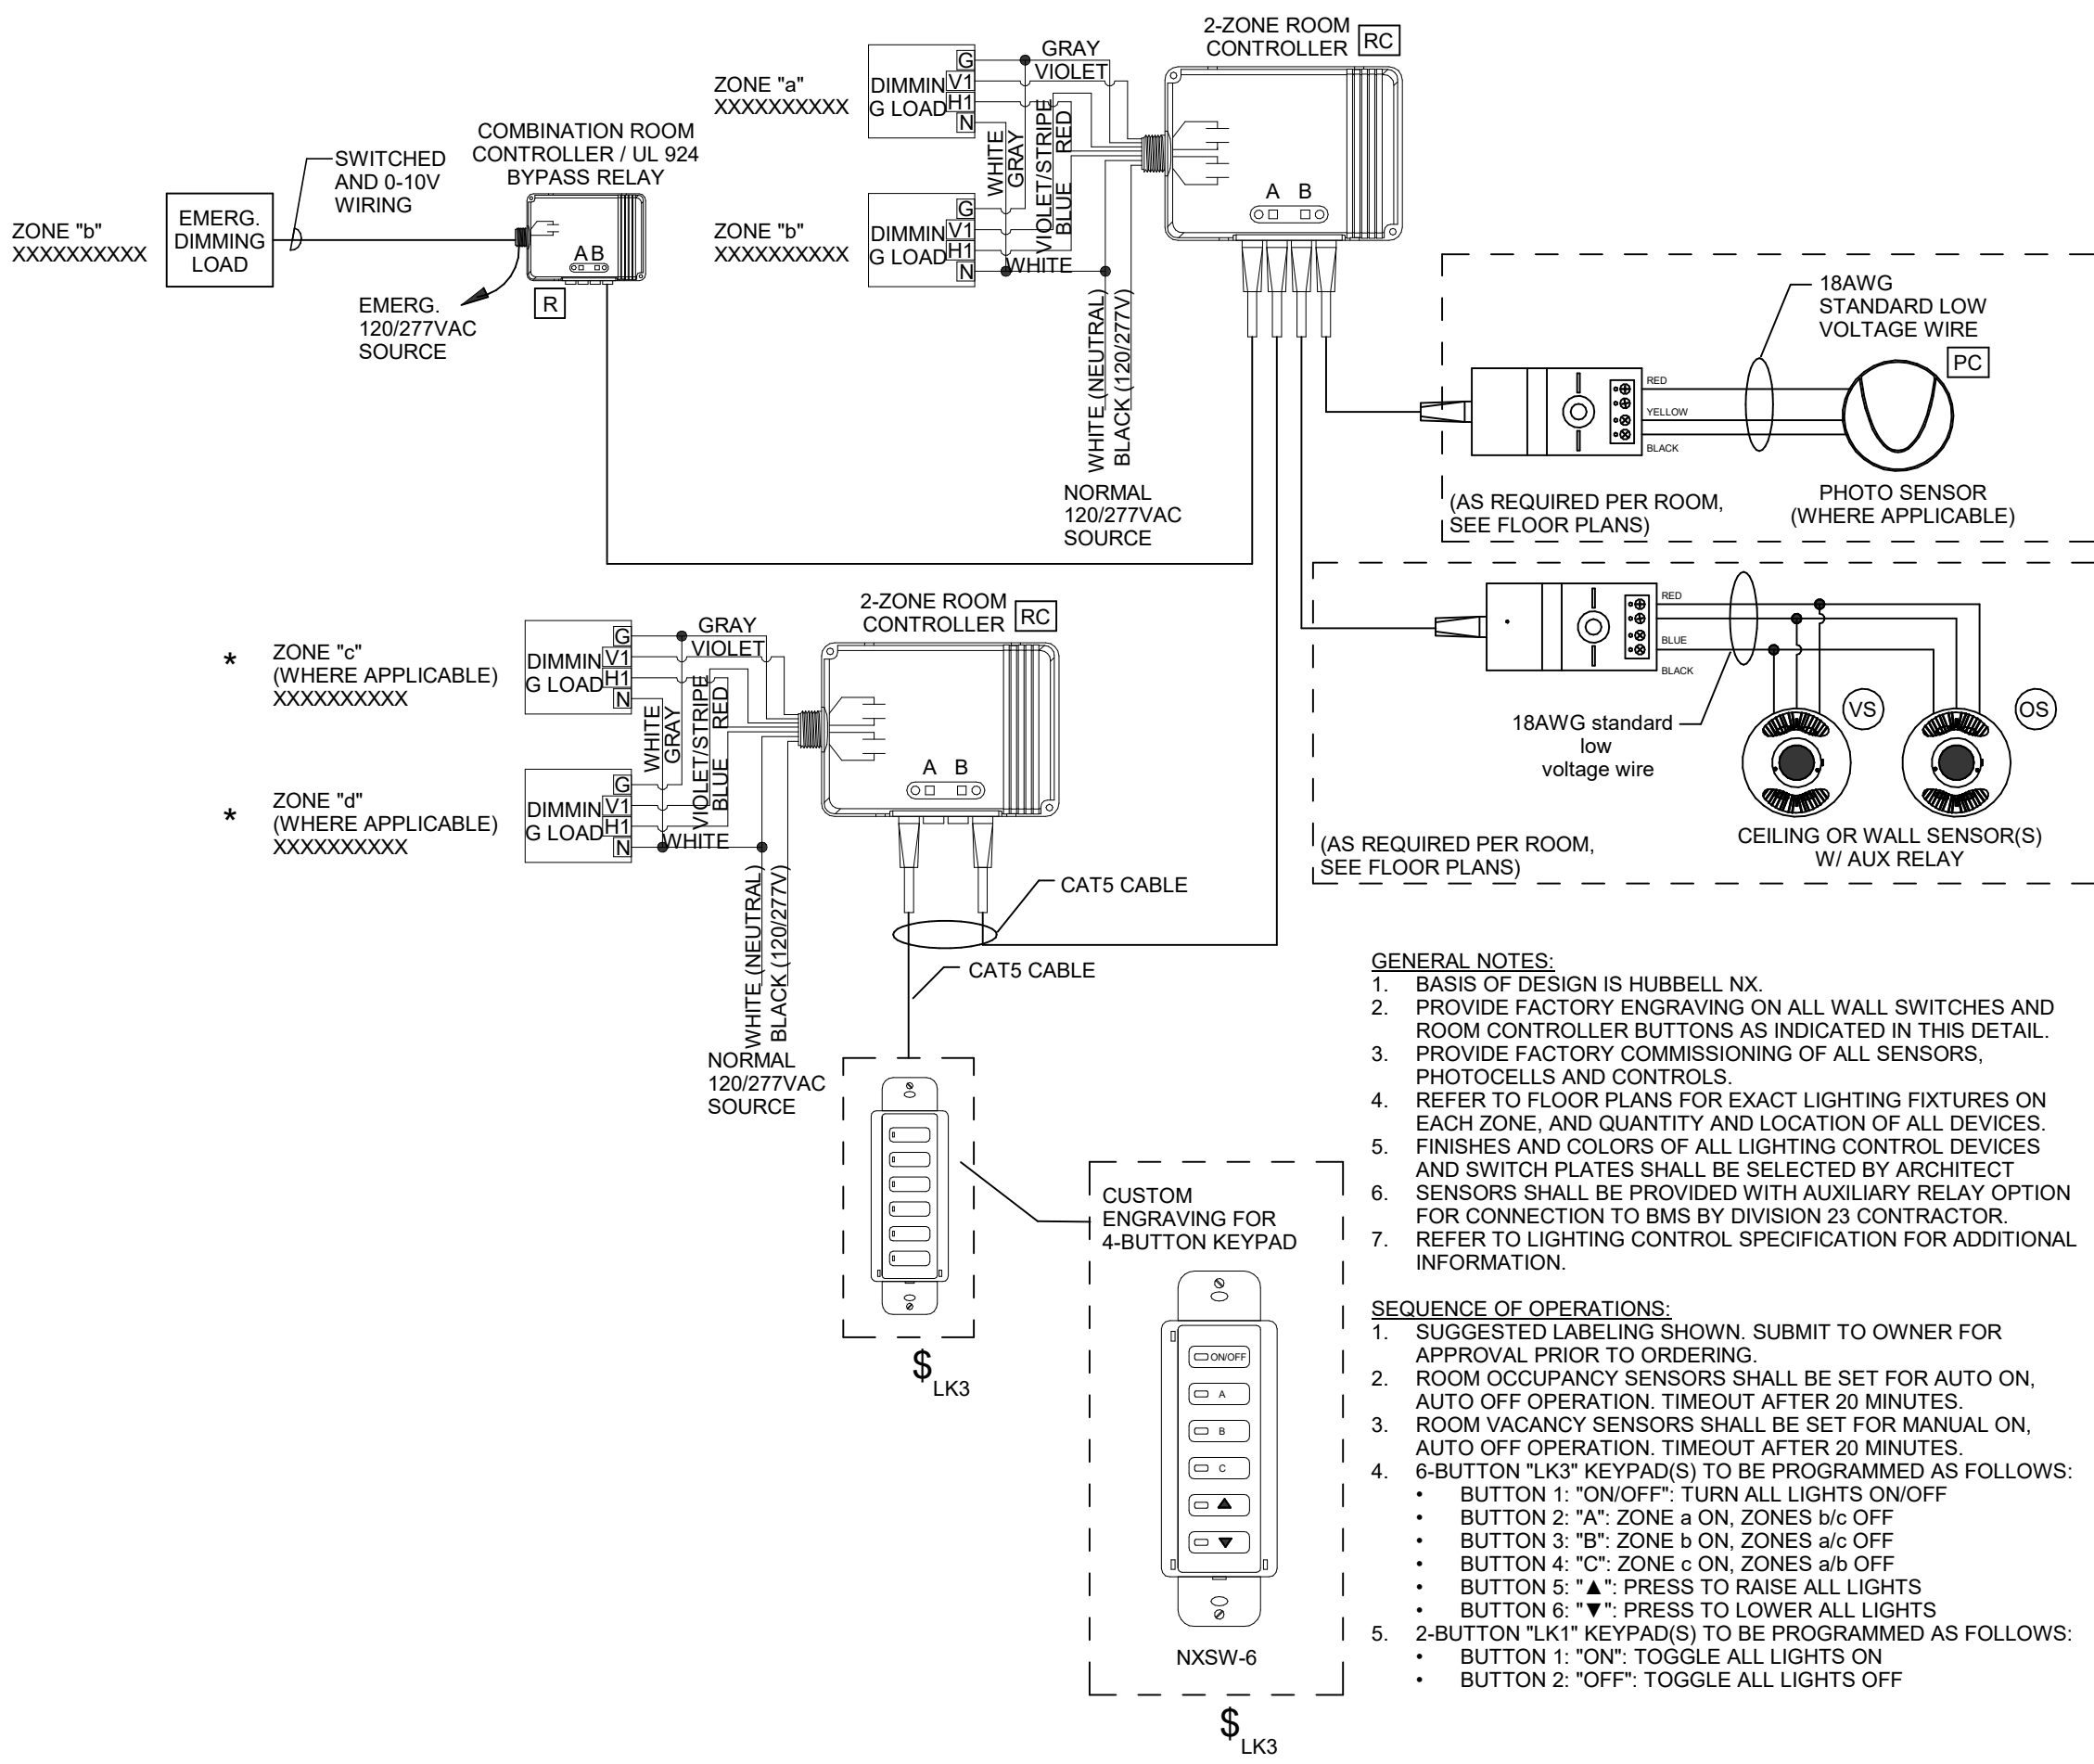 2-ZONE ROOM
CONTROLLER
RC
ZONE "a"
XXXXXXXXXX
DIMMIN
G LOAD
G
V1
H1
N
GRAY
VIOLET
WHITE
GRAY
VIOLET/STRIPE
BLUE
RED
ZONE "b"
XXXXXXXXXX
DIMMIN
G LOAD
G
V1
H1
N
WHITE
A B
WHITE (NEUTRAL)
BLACK (120/277V)
NORMAL
120/277VAC
SOURCE
COMBINATION ROOM
CONTROLLER / UL 924
BYPASS RELAY
SWITCHED
AND 0-10V
WIRING
ZONE "b"
XXXXXXXXXX
EMERG.
DIMMING
LOAD
A B
R
EMERG.
120/277VAC
SOURCE
18AWG
STANDARD LOW
VOLTAGE WIRE
PC
RED
YELLOW
BLACK
(AS REQUIRED PER ROOM,
SEE FLOOR PLANS)
PHOTO SENSOR
(WHERE APPLICABLE)
RED
BLUE
BLACK
VS
OS
18AWG standard
low
voltage wire
CEILING OR WALL SENSOR(S)
W/ AUX RELAY
(AS REQUIRED PER ROOM,
SEE FLOOR PLANS)
2-ZONE ROOM
CONTROLLER
RC
* ZONE "c"
(WHERE APPLICABLE)
XXXXXXXXXX
DIMMIN
G LOAD
G
V1
H1
N
GRAY
VIOLET
WHITE
GRAY
VIOLET/STRIPE
BLUE
RED
* ZONE "d"
(WHERE APPLICABLE)
XXXXXXXXXX
DIMMIN
G LOAD
G
V1
H1
N
WHITE
A B
WHITE (NEUTRAL)
BLACK (120/277V)
NORMAL
120/277VAC
SOURCE
CAT5 CABLE
CAT5 CABLE
$ LK3
CUSTOM
ENGRAVING FOR
4-BUTTON KEYPAD
ON/OFF
A
B
C
▲
▼
NXSW-6
$ LK3
GENERAL NOTES:
1. BASIS OF DESIGN IS HUBBELL NX.
2. PROVIDE FACTORY ENGRAVING ON ALL WALL SWITCHES AND
ROOM CONTROLLER BUTTONS AS INDICATED IN THIS DETAIL.
3. PROVIDE FACTORY COMMISSIONING OF ALL SENSORS,
PHOTOCELLS AND CONTROLS.
4. REFER TO FLOOR PLANS FOR EXACT LIGHTING FIXTURES ON
EACH ZONE, AND QUANTITY AND LOCATION OF ALL DEVICES.
5. FINISHES AND COLORS OF ALL LIGHTING CONTROL DEVICES
AND SWITCH PLATES SHALL BE SELECTED BY ARCHITECT
6. SENSORS SHALL BE PROVIDED WITH AUXILIARY RELAY OPTION
FOR CONNECTION TO BMS BY DIVISION 23 CONTRACTOR.
7. REFER TO LIGHTING CONTROL SPECIFICATION FOR ADDITIONAL
INFORMATION.
SEQUENCE OF OPERATIONS:
1. SUGGESTED LABELING SHOWN. SUBMIT TO OWNER FOR
APPROVAL PRIOR TO ORDERING.
2. ROOM OCCUPANCY SENSORS SHALL BE SET FOR AUTO ON,
AUTO OFF OPERATION. TIMEOUT AFTER 20 MINUTES.
3. ROOM VACANCY SENSORS SHALL BE SET FOR MANUAL ON,
AUTO OFF OPERATION. TIMEOUT AFTER 20 MINUTES.
4. 6-BUTTON "LK3" KEYPAD(S) TO BE PROGRAMMED AS FOLLOWS:
• BUTTON 1: "ON/OFF": TURN ALL LIGHTS ON/OFF
• BUTTON 2: "A": ZONE a ON, ZONES b/c OFF
• BUTTON 3: "B": ZONE b ON, ZONES a/c OFF
• BUTTON 4: "C": ZONE c ON, ZONES a/b OFF
• BUTTON 5: "▲": PRESS TO RAISE ALL LIGHTS
• BUTTON 6: "▼": PRESS TO LOWER ALL LIGHTS
5. 2-BUTTON "LK1" KEYPAD(S) TO BE PROGRAMMED AS FOLLOWS:
• BUTTON 1: "ON": TOGGLE ALL LIGHTS ON
• BUTTON 2: "OFF": TOGGLE ALL LIGHTS OFF